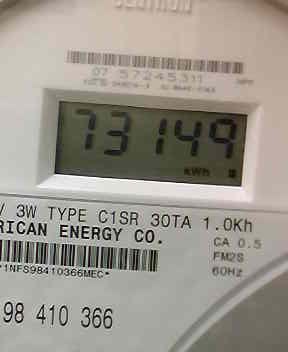 07 57245311
73149
kWh
/ 3W TYPE C1SR 30TA 1.0Kh
RICAN ENERGY CO.
CA 0.5
FM2S
60Hz
*1NFS98410366MEC*
98 410 366